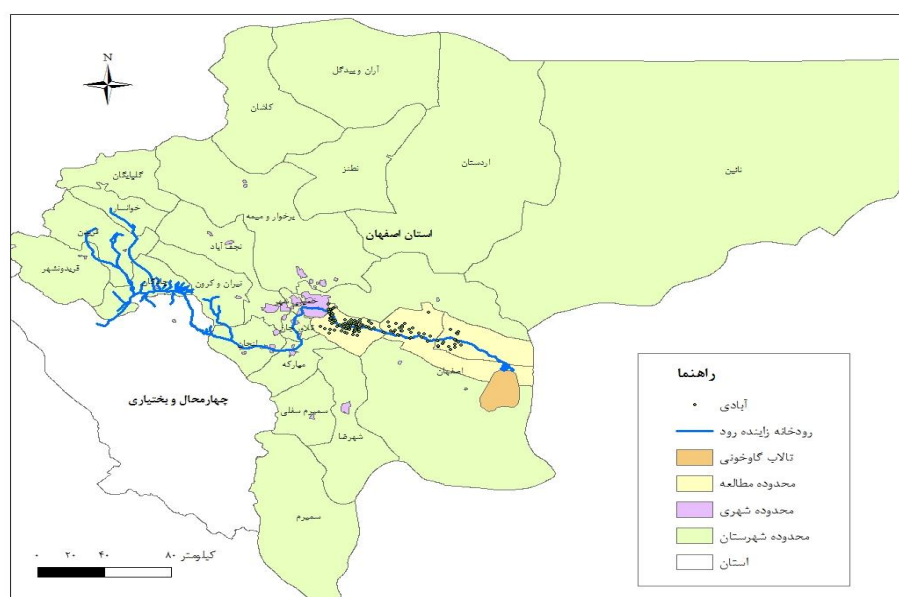 N
آران و بیدگل
کاشان
نطنز
اردستان
نائین
گلپایگان
خوانسار
برخوار و میمه
استان اصفهان
نجف آباد
فریدونشهر
تیران و کرون
لنجان
مبارکه
اصفهان
چهارمحال و بختیاری
سمیرم سفلی
شهرضا
سمیرم
راهنما
آبادی
رودخانه زاینده رود
تالاب گاوخونی
محدوده مطالعه
محدوده شهری
محدوده شهرستان
استان
۰ ۲۰ ۴۰ ۸۰ کیلومتر